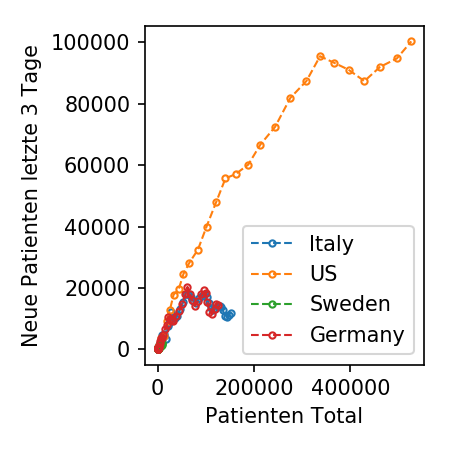 Neue Patienten letzte 3 Tage
100000
80000
60000
40000
20000
0
0
200000
400000
Patienten Total
Italy
US
Sweden
Germany